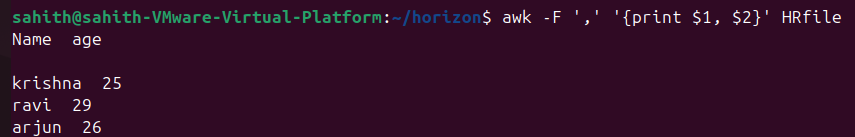 sahith@sahith-VMware-Virtual-Platform:~/horizon$ awk -F ',' '{print $1, $2}' HRfile
Name  age

krishna  25
ravi  29
arjun  26